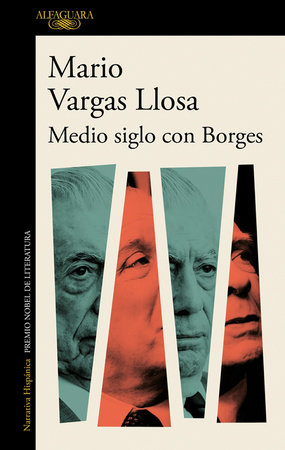 ALFAGUARA
Mario
Vargas Llosa
Medio siglo con Borges
Narrativa Hispánica PREMIO NOBEL DE LITERATURA